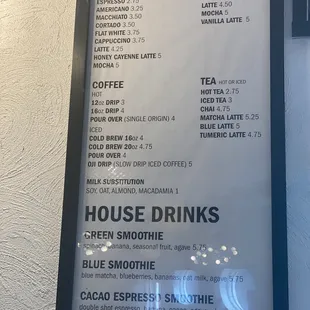 ESPRESSO 2.75
AMERICANO 3.25
MACCHIATO 3.50
CORTADO 3.50
FLAT WHITE 3.75
CAPPUCCINO 3.75
LATTE 4.25
HONEY CAYENNE LATTE 5
MOCHA 5
LATTE 4.50
MOCHA 5
VANILLA LATTE 5
COFFEE
HOT
12oz DRIP 3
16oz DRIP 4
POUR OVER (SINGLE ORIGIN) 4
ICED
COLD BREW 16oz 4
COLD BREW 20oz 4.75
POUR OVER 4
OJI DRIP (SLOW DRIP ICED COFFEE) 5
TEA HOT OR ICED
HOT TEA 2.75
ICED TEA 3
CHAI 4.75
MATCHA LATTE 5.25
BLUE LATTE 5
TUMERIC LATTE 4.75
MILK SUBSTITUTION
SOY, OAT, ALMOND, MACADAMIA 1
HOUSE DRINKS
GREEN SMOOTHIE
spinach, banana, seasonal fruit, agave 5.75
BLUE SMOOTHIE
blue matcha, blueberries, bananas, oat milk, agave 5.75
CACAO ESPRESSO SMOOTHIE
double shot espresso,